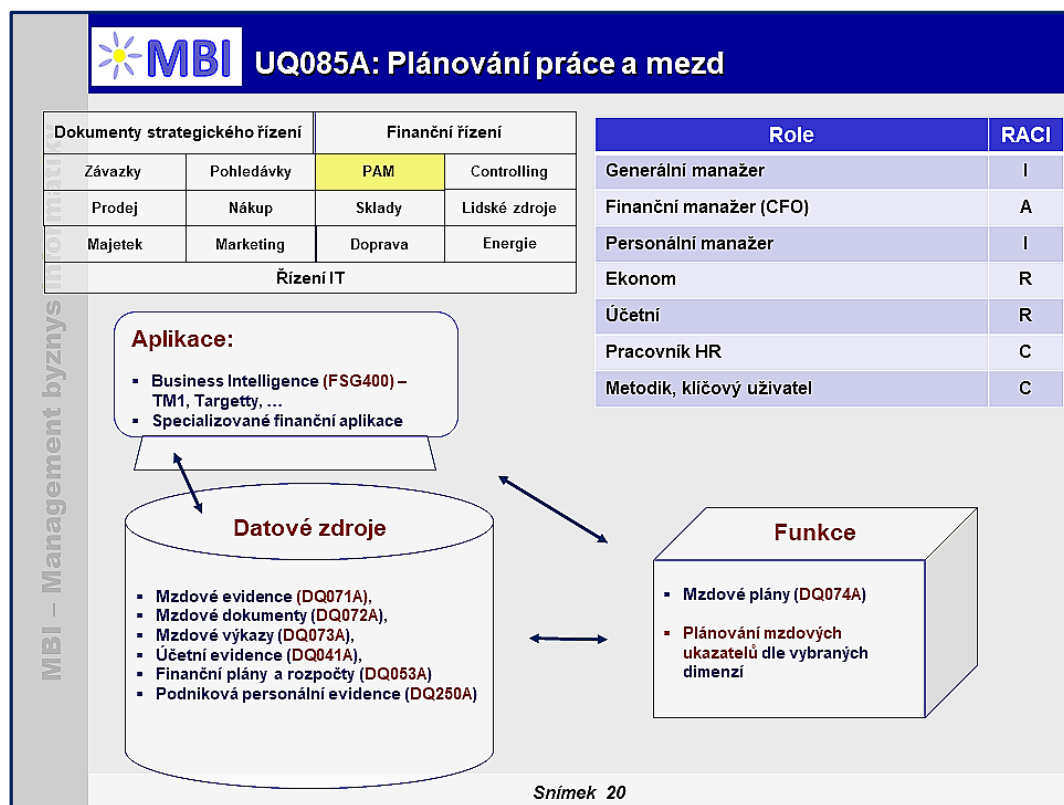 MBI
UQ085A: Plánování práce a mezd
MBI – Management byznys informatiky
Dokumenty strategického řízení Finanční řízení
Závazky Pohledávky PAM Controlling
Prodej Nákup Sklady Lidské zdroje
Majetek Marketing Doprava Energie
Řízení IT
Role RACI
Generální manažer I
Finanční manažer (CFO) A
Personální manažer I
Ekonom R
Účetní R
Pracovník HR C
Metodik, klíčový uživatel C
Aplikace:
▪ Business Intelligence (FSG400) –
TM1, Targetty, …
▪ Specializované finanční aplikace
Datové zdroje
▪ Mzdové evidence (DQ071A),
▪ Mzdové dokumenty (DQ072A),
▪ Mzdové výkazy (DQ073A),
▪ Účetní evidence (DQ041A),
▪ Finanční plány a rozpočty (DQ053A)
▪ Podniková personální evidence (DQ250A)
Funkce
▪ Mzdové plány (DQ074A)
▪ Plánování mzdových
ukazatelů dle vybraných
dimenzí
Snímek 20